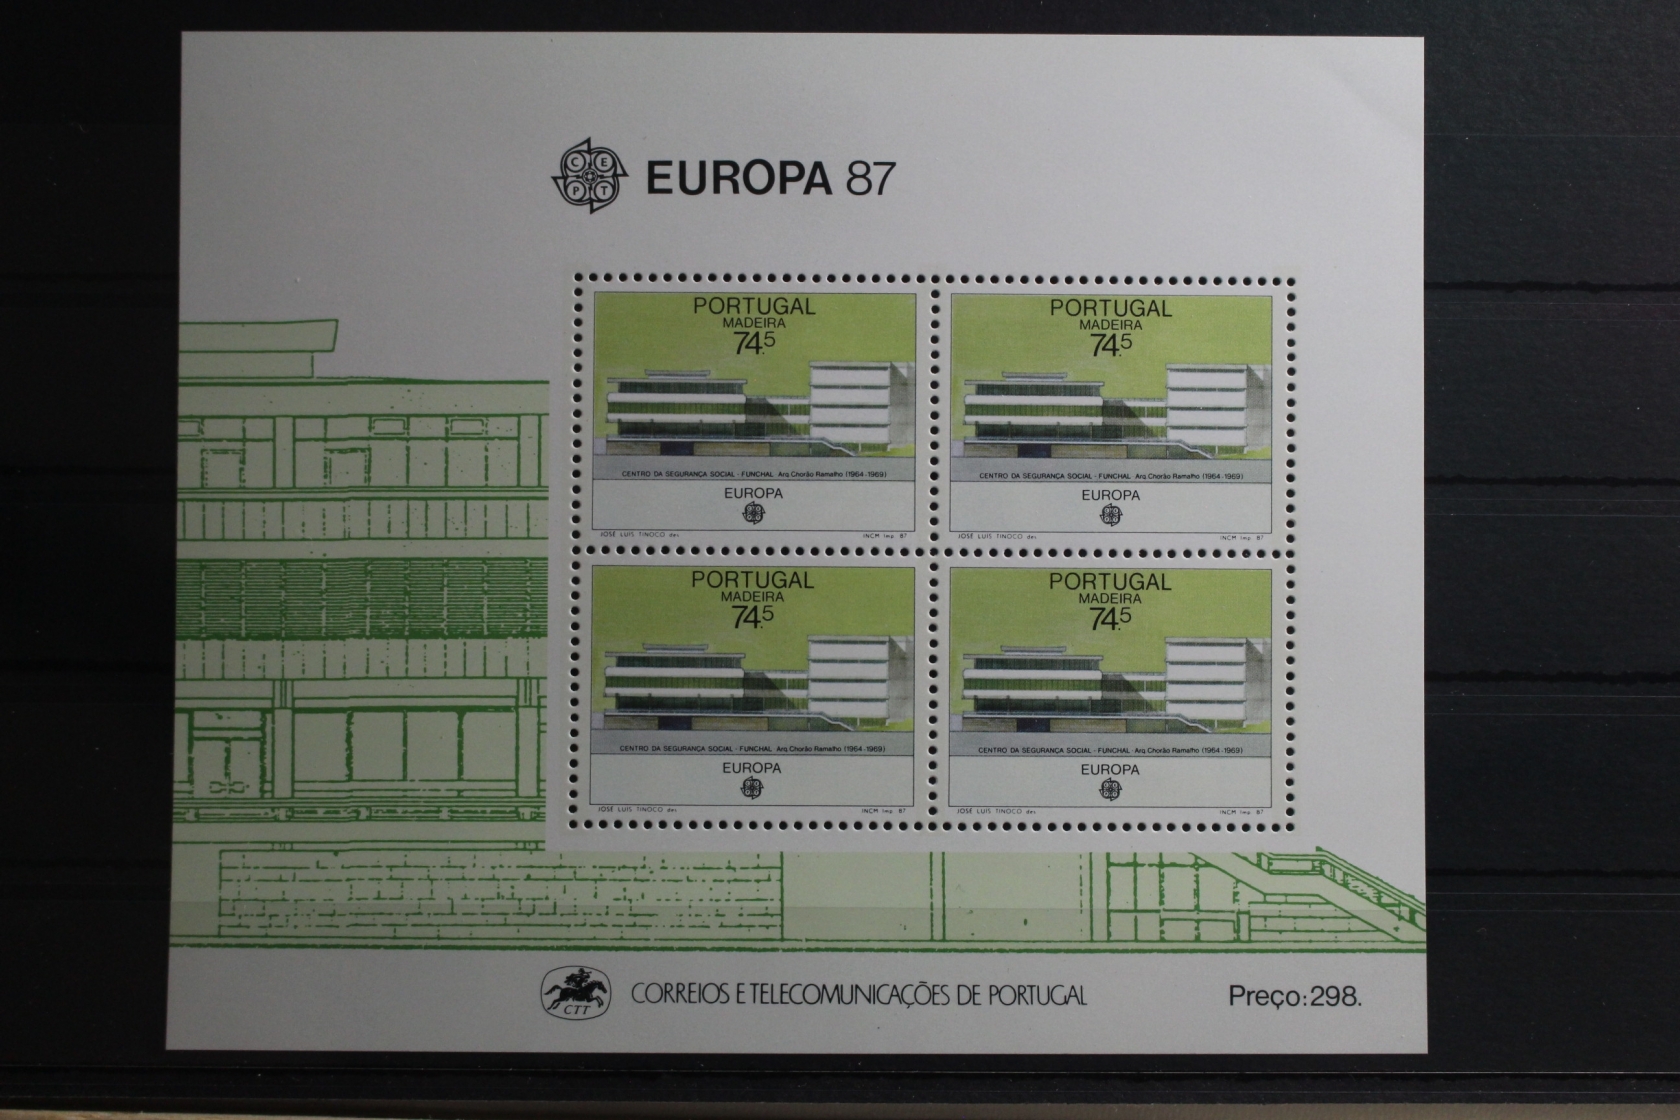 C E P T
EUROPA 87
PORTUGAL
MADEIRA
74.5
CENTRO DA SEGURANÇA SOCIAL - FUNCHAL Arq. Chorão Ramalho (1964-1969)
EUROPA
JOSÉ LUIS TINOCO des. INCM Imp. 87
PORTUGAL
MADEIRA
74.5
CENTRO DA SEGURANÇA SOCIAL - FUNCHAL Arq. Chorão Ramalho (1964-1969)
EUROPA
JOSÉ LUIS TINOCO des. INCM Imp. 87
PORTUGAL
MADEIRA
74.5
CENTRO DA SEGURANÇA SOCIAL - FUNCHAL Arq. Chorão Ramalho (1964-1969)
EUROPA
JOSÉ LUIS TINOCO des. INCM Imp. 87
PORTUGAL
MADEIRA
74.5
CENTRO DA SEGURANÇA SOCIAL - FUNCHAL Arq. Chorão Ramalho (1964-1969)
EUROPA
JOSÉ LUIS TINOCO des. INCM Imp. 87
CTT
CORREIOS E TELECOMUNICAÇÕES DE PORTUGAL
Preço:298.